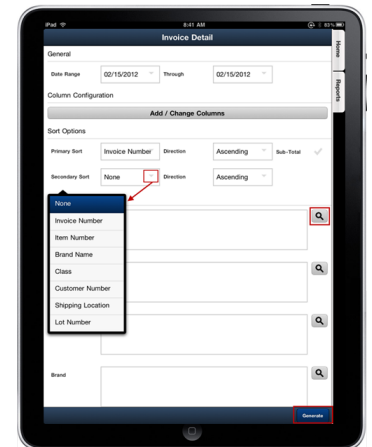 iPad 8:41 AM 93%
Invoice Detail
Home
Reports
General
Date Range 02/15/2012 Through 02/15/2012
Column Configuration
Add / Change Columns
Sort Options
Primary Sort Invoice Number Direction Ascending Sub-Total
Secondary Sort None Direction Ascending
None
Invoice Number
Item Number
Brand Name
Class
Customer Number
Shipping Location
Lot Number
Brand
Generate